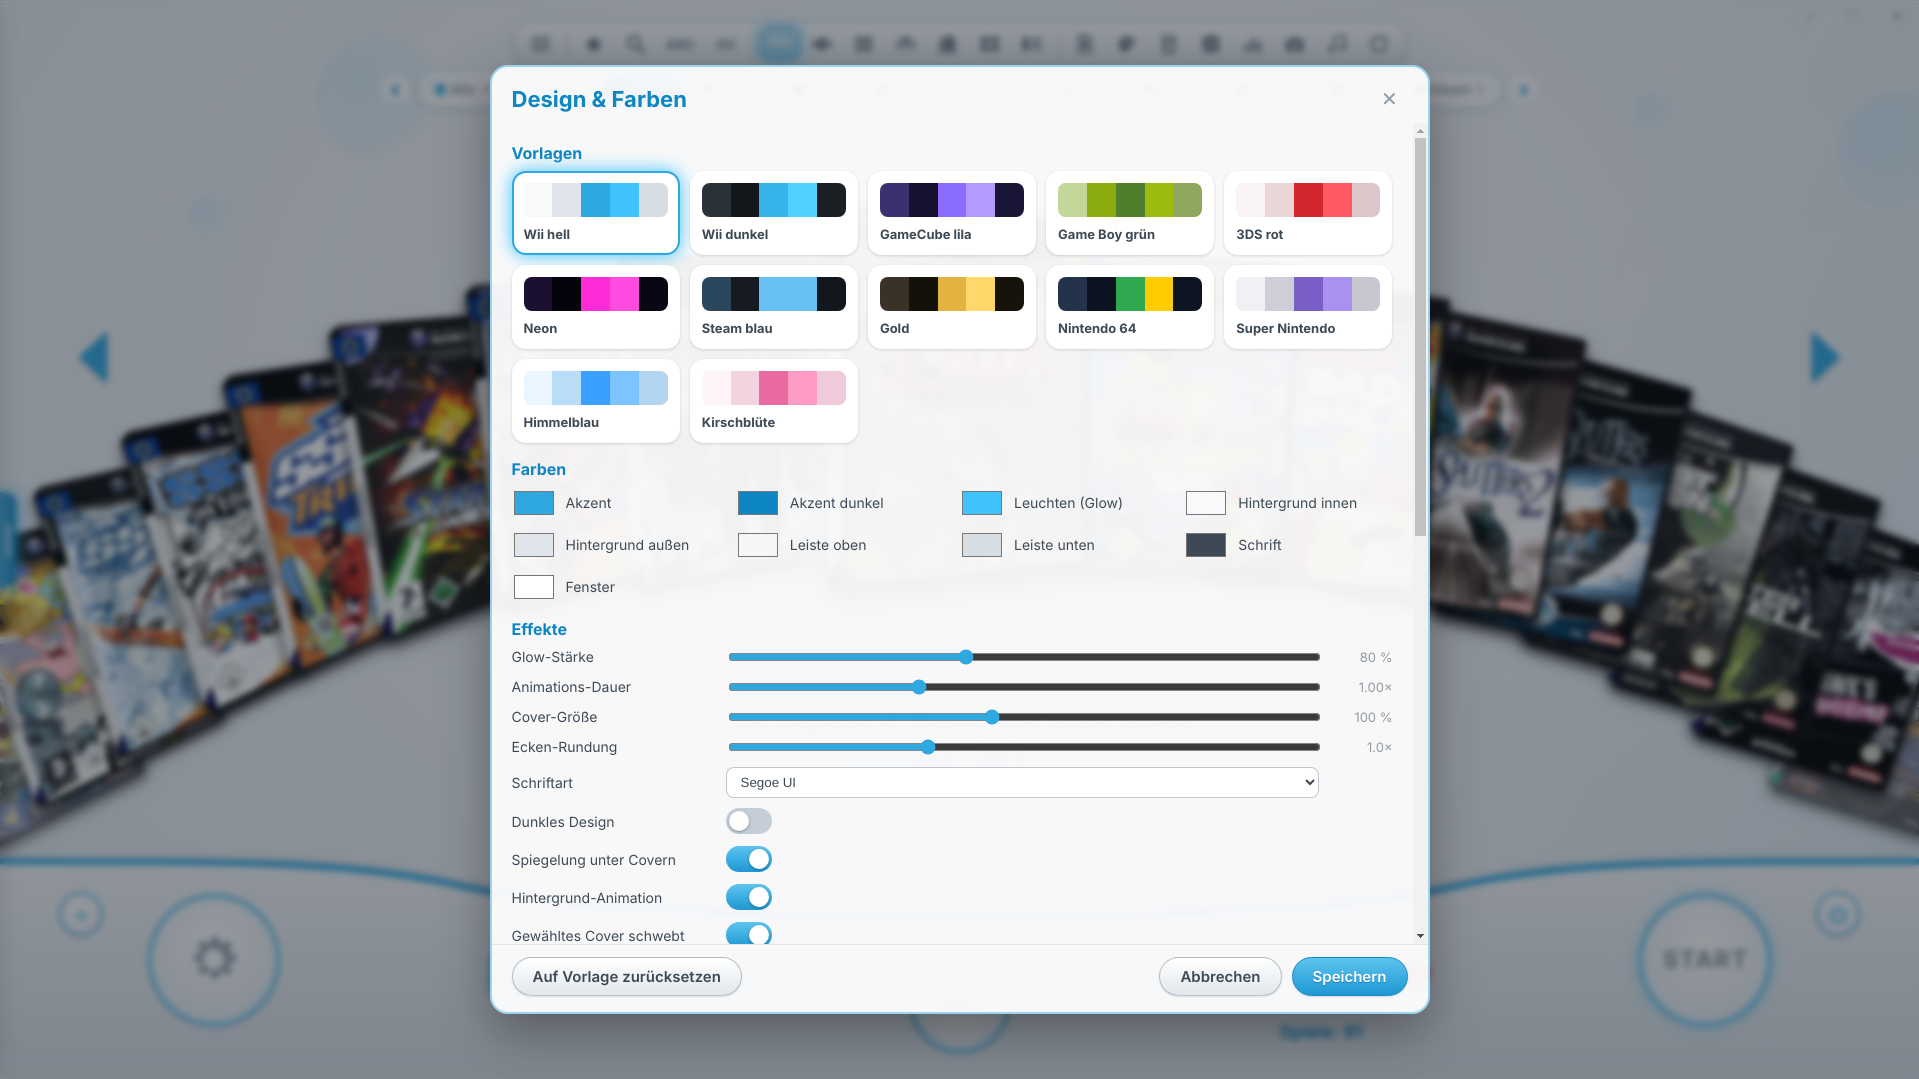 Design & Farben
Vorlagen
Wii hell
Wii dunkel
GameCube lila
Game Boy grün
3DS rot
Neon
Steam blau
Gold
Nintendo 64
Super Nintendo
Himmelblau
Kirschblüte
Farben
Akzent
Akzent dunkel
Leuchten (Glow)
Hintergrund innen
Hintergrund außen
Leiste oben
Leiste unten
Schrift
Fenster
Effekte
Glow-Stärke
80 %
Animations-Dauer
1.00×
Cover-Größe
100 %
Ecken-Rundung
1.0×
Schriftart
Segoe UI
Dunkles Design
Spiegelung unter Covern
Hintergrund-Animation
Gewähltes Cover schwebt
Auf Vorlage zurücksetzen
Abbrechen
Speichern
START
Spiele: 91